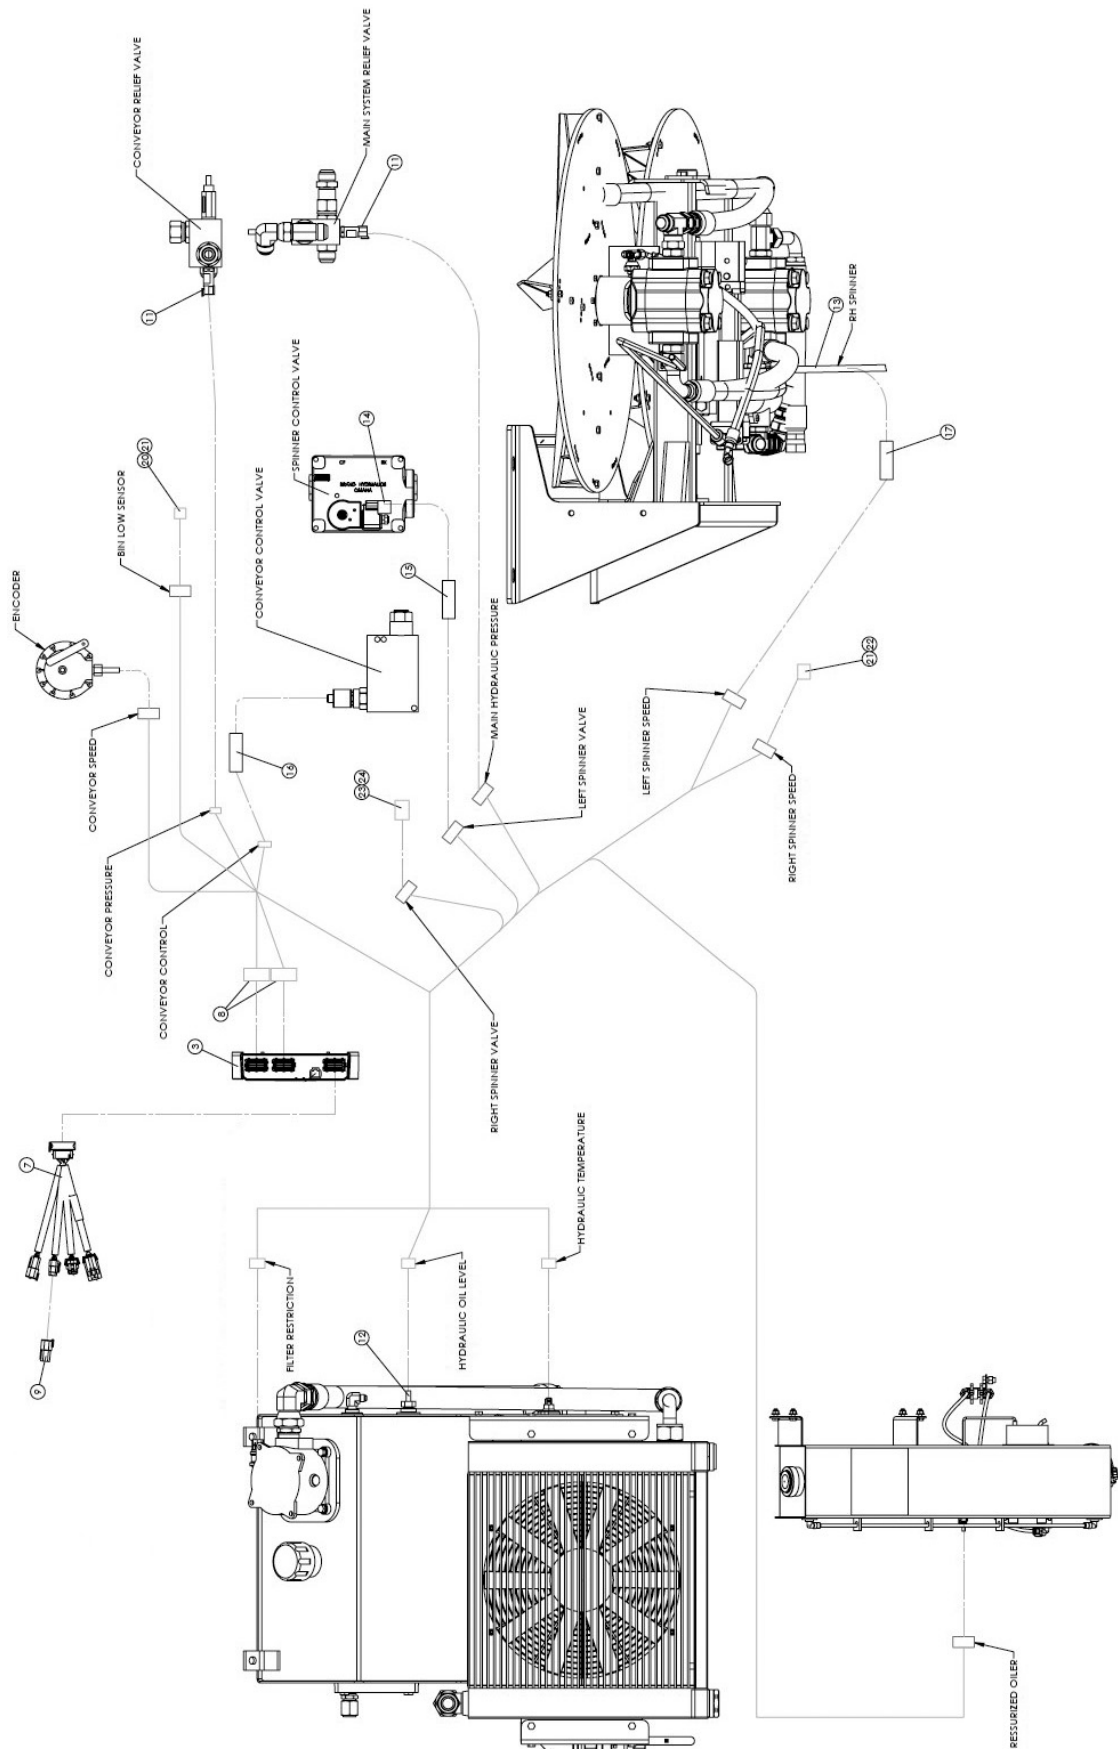 CONVEYOR RELIEF VALVE
MAIN SYSTEM RELIEF VALVE
11
11
ENCODER
BIN LOW SENSOR
20 21
SPINNER CONTROL VALVE
14
CONVEYOR CONTROL VALVE
15
13
RH SPINNER
17
CONVEYOR SPEED
CONVEYOR PRESSURE
CONVEYOR CONTROL
16
23 24
MAIN HYDRAULIC PRESSURE
LEFT SPINNER VALVE
LEFT SPINNER SPEED
21 22
RIGHT SPINNER SPEED
8
3
RIGHT SPINNER VALVE
7
9
FILTER RESTRICTION
12
HYDRAULIC OIL LEVEL
HYDRAULIC TEMPERATURE
RESSURIZED OILER